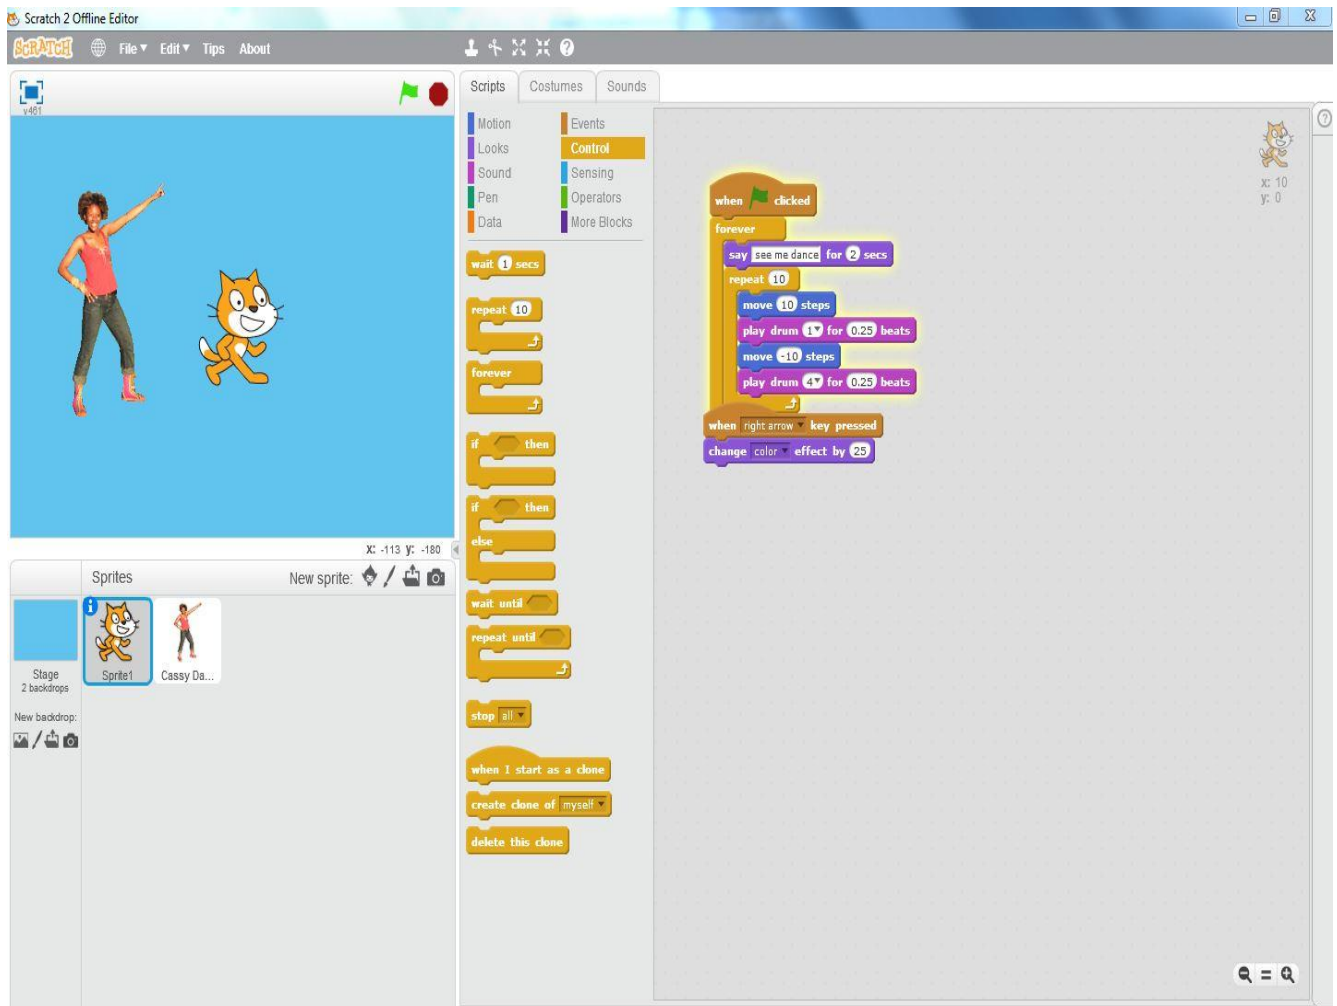 Scratch 2 Offline Editor
SCRATCH File Edit Tips About
v461
Scripts Costumes Sounds
Motion Events
Looks Control
Sound Sensing
Pen Operators
Data More Blocks
wait 1 secs
repeat 10
forever
if then
if then
else
wait until
repeat until
stop all
when I start as a clone
create clone of myself
delete this clone
when clicked
forever
say see me dance for 2 secs
repeat 10
move 10 steps
play drum 1 for 0.25 beats
move -10 steps
play drum 4 for 0.25 beats
when right arrow key pressed
change color effect by 25
x: 10
y: 0
X: -113 y: -180
Sprites New sprite:
Stage
2 backdrops
Sprite1
Cassy Da...
New backdrop: